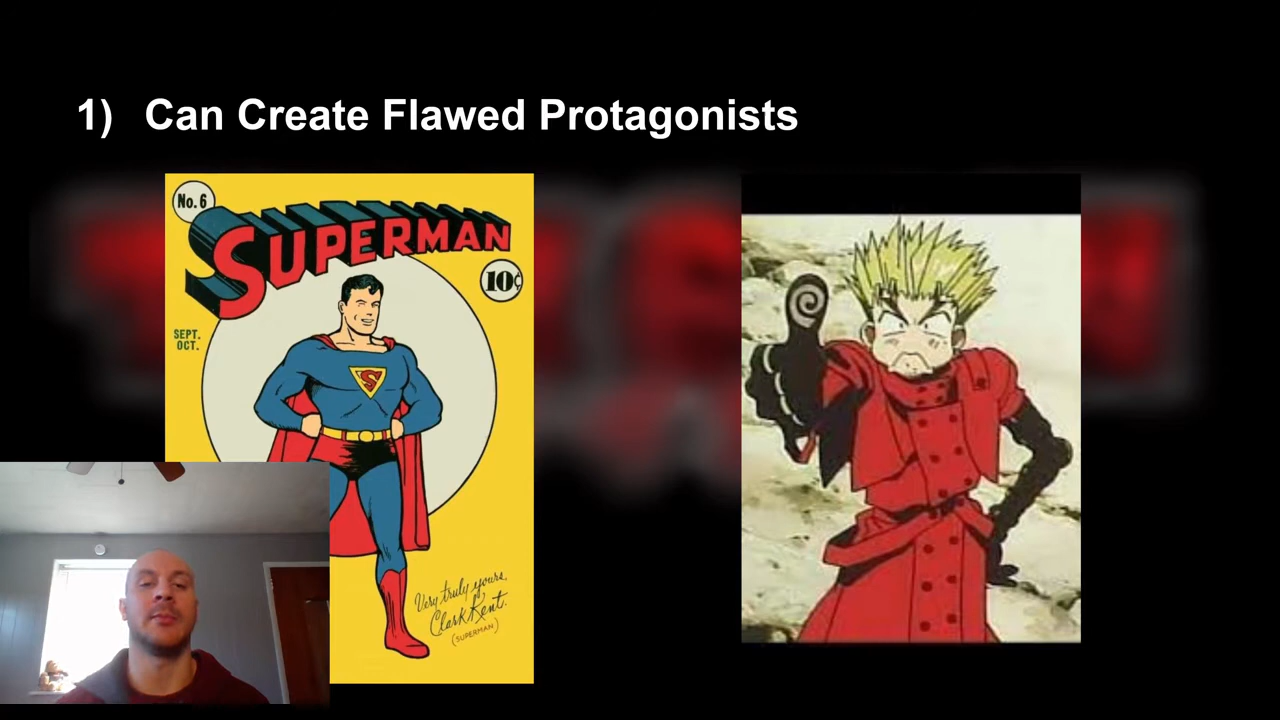 1) Can Create Flawed Protagonists
No. 6
SUPERMAN
10¢
SEPT.
OCT.
S
Very truly yours,
Clark Kent.
(SUPERMAN)